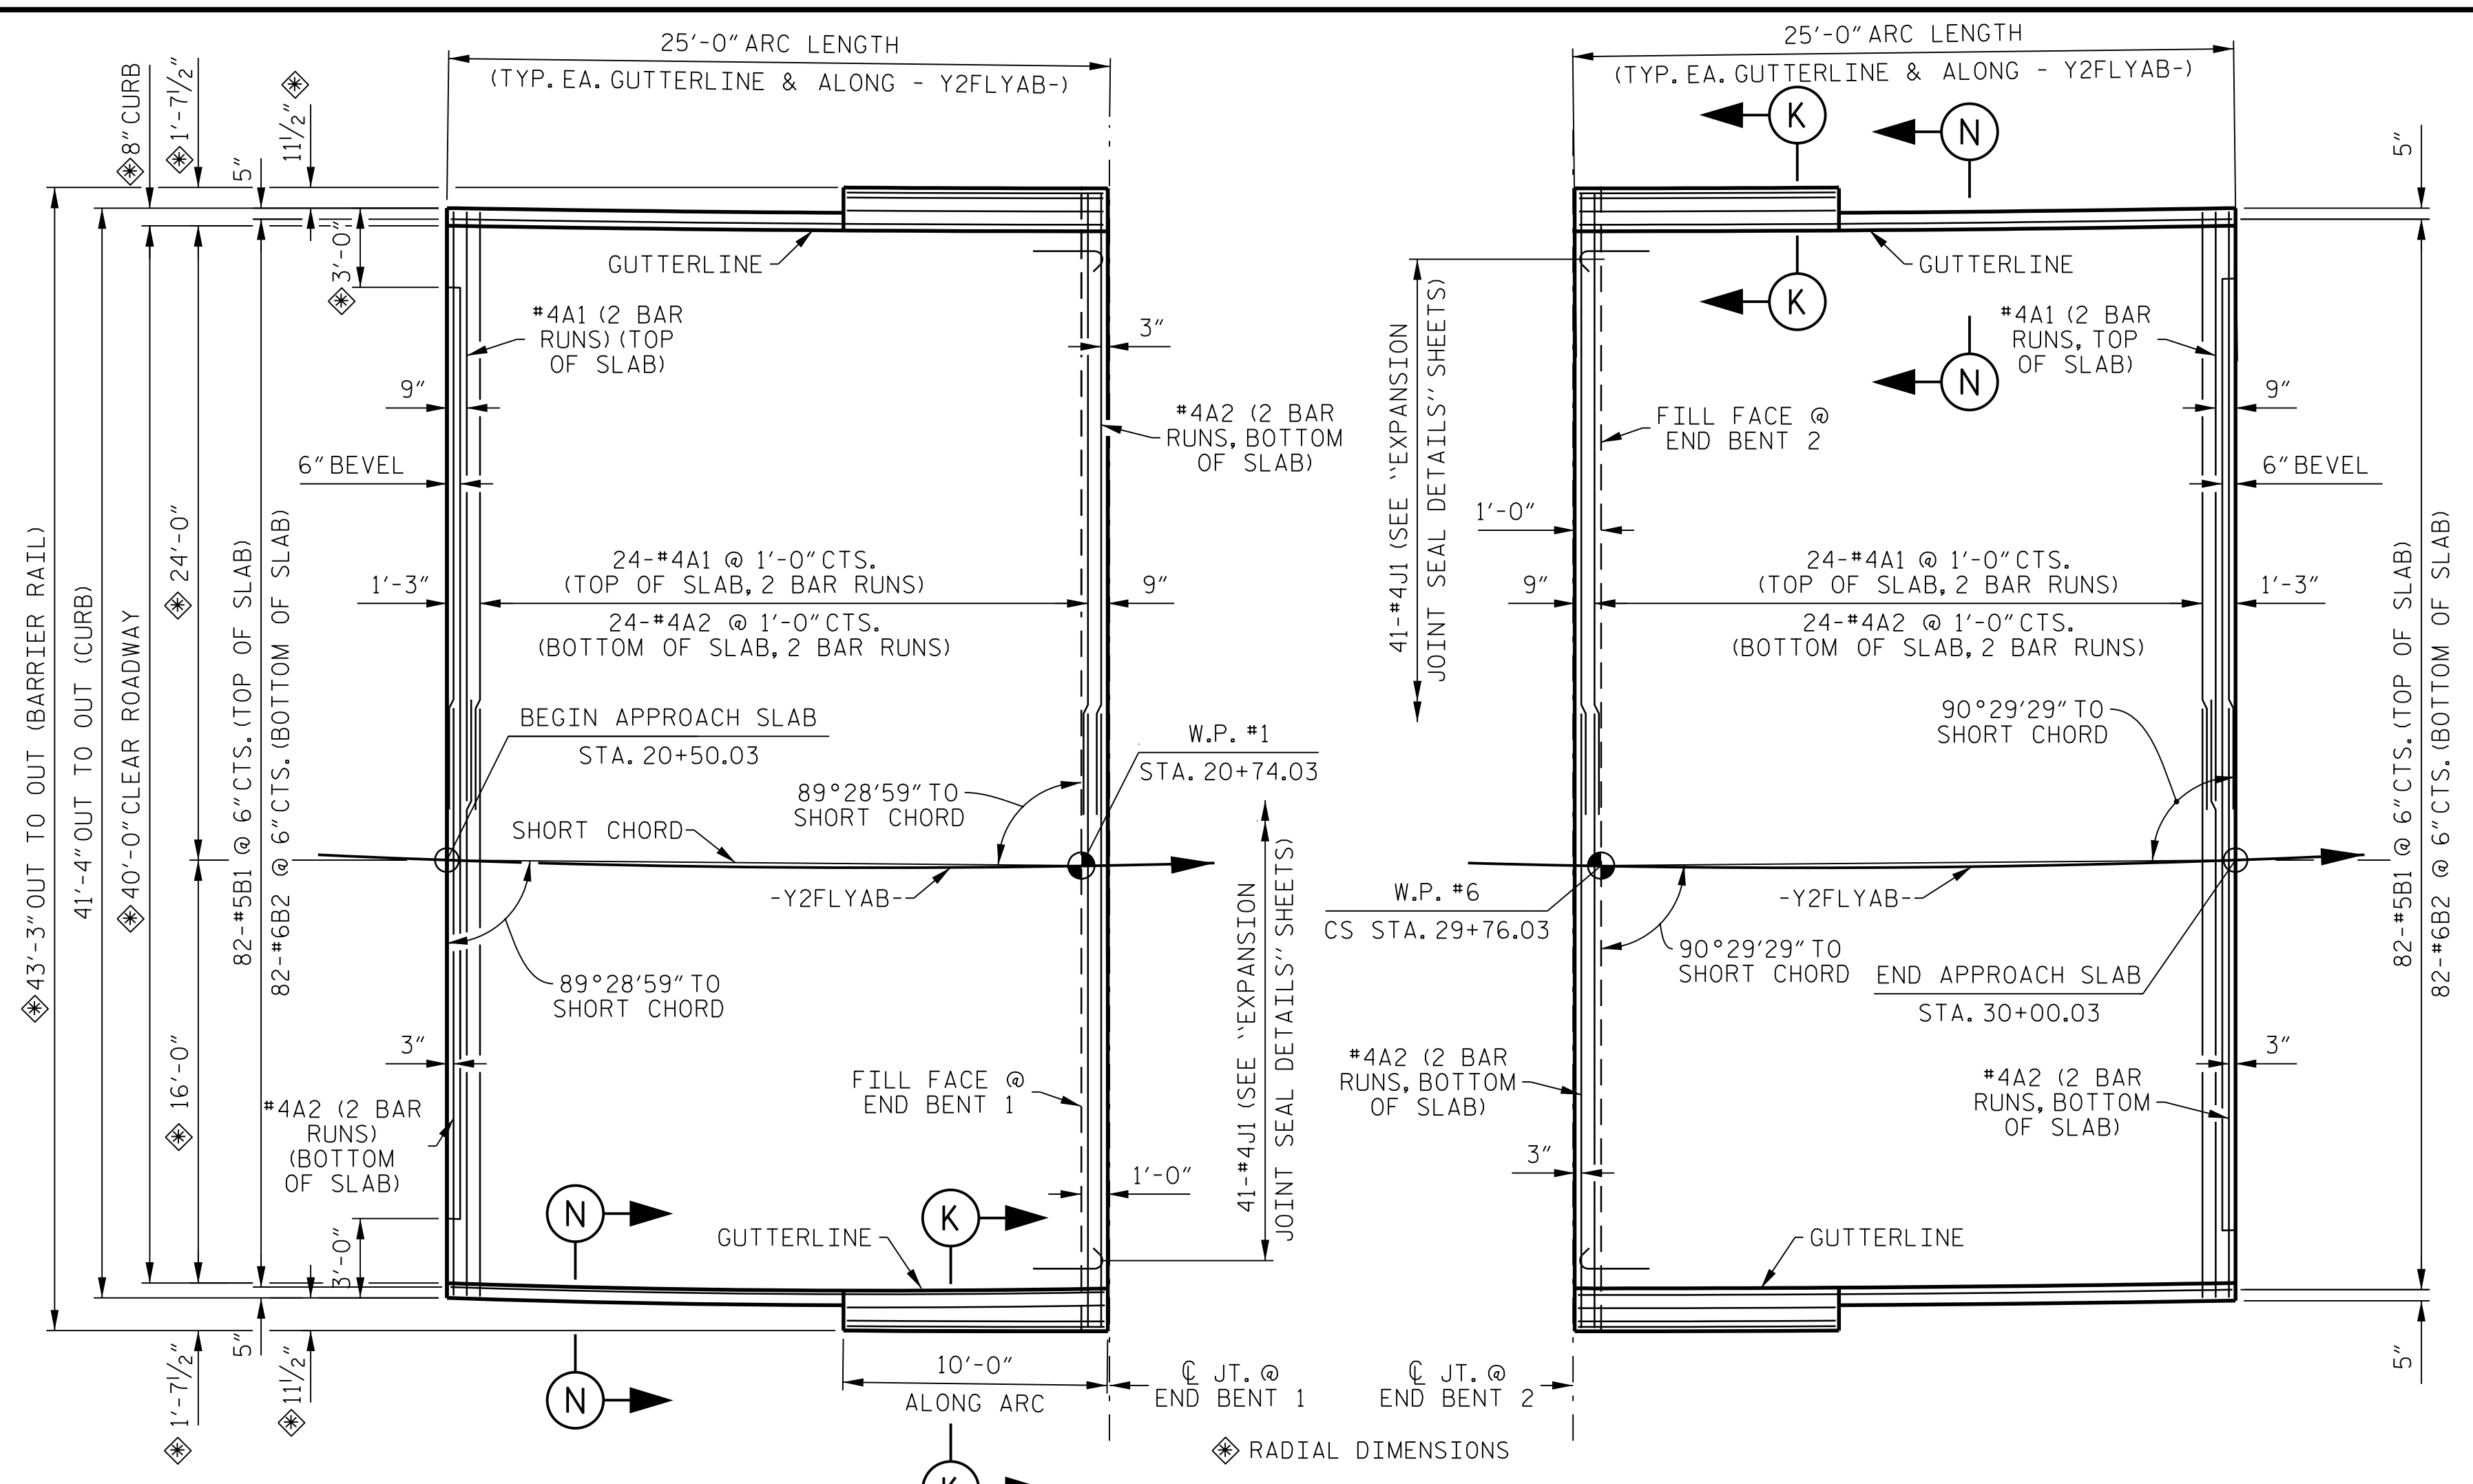 25'-0" ARC LENGTH
(TYP. EA. GUTTERLINE & ALONG - Y2FLYAB-)
8" CURB
1'-7 1/2"
5"
11 1/2"
3'-0"
GUTTERLINE
#4A1 (2 BAR
RUNS) (TOP
OF SLAB)
3"
9"
#4A2 (2 BAR
RUNS, BOTTOM
OF SLAB)
6" BEVEL
24'-0"
43'-3" OUT TO OUT (BARRIER RAIL)
41'-4" OUT TO OUT (CURB)
40'-0" CLEAR ROADWAY
82-#5B1 @ 6" CTS. (TOP OF SLAB)
82-#6B2 @ 6" CTS. (BOTTOM OF SLAB)
1'-3"
24-#4A1 @ 1'-0" CTS.
(TOP OF SLAB, 2 BAR RUNS)
24-#4A2 @ 1'-0" CTS.
(BOTTOM OF SLAB, 2 BAR RUNS)
9"
BEGIN APPROACH SLAB
STA. 20+50.03
W.P. #1
STA. 20+74.03
89°28'59" TO
SHORT CHORD
SHORT CHORD
-Y2FLYAB-
89°28'59" TO
SHORT CHORD
16'-0"
3"
#4A2 (2 BAR
RUNS)
(BOTTOM
OF SLAB)
FILL FACE @
END BENT 1
41-#4J1 (SEE "EXPANSION
JOINT SEAL DETAILS" SHEETS)
1'-0"
N
K
GUTTERLINE
3'-0"
1'-7 1/2"
5"
11 1/2"
N
10'-0"
ALONG ARC
℄ JT. @
END BENT 1
K
25'-0" ARC LENGTH
(TYP. EA. GUTTERLINE & ALONG - Y2FLYAB-)
K
N
5"
GUTTERLINE
K
N
#4A1 (2 BAR
RUNS, TOP
OF SLAB)
41-#4J1 (SEE "EXPANSION
JOINT SEAL DETAILS" SHEETS)
FILL FACE @
END BENT 2
9"
6" BEVEL
1'-0"
9"
24-#4A1 @ 1'-0" CTS.
(TOP OF SLAB, 2 BAR RUNS)
24-#4A2 @ 1'-0" CTS.
(BOTTOM OF SLAB, 2 BAR RUNS)
1'-3"
82-#5B1 @ 6" CTS. (TOP OF SLAB)
82-#6B2 @ 6" CTS. (BOTTOM OF SLAB)
90°29'29" TO
SHORT CHORD
W.P. #6
CS STA. 29+76.03
-Y2FLYAB-
90°29'29" TO
SHORT CHORD
END APPROACH SLAB
STA. 30+00.03
#4A2 (2 BAR
RUNS, BOTTOM
OF SLAB)
3"
3"
#4A2 (2 BAR
RUNS, BOTTOM
OF SLAB)
GUTTERLINE
5"
℄ JT. @
END BENT 2
RADIAL DIMENSIONS